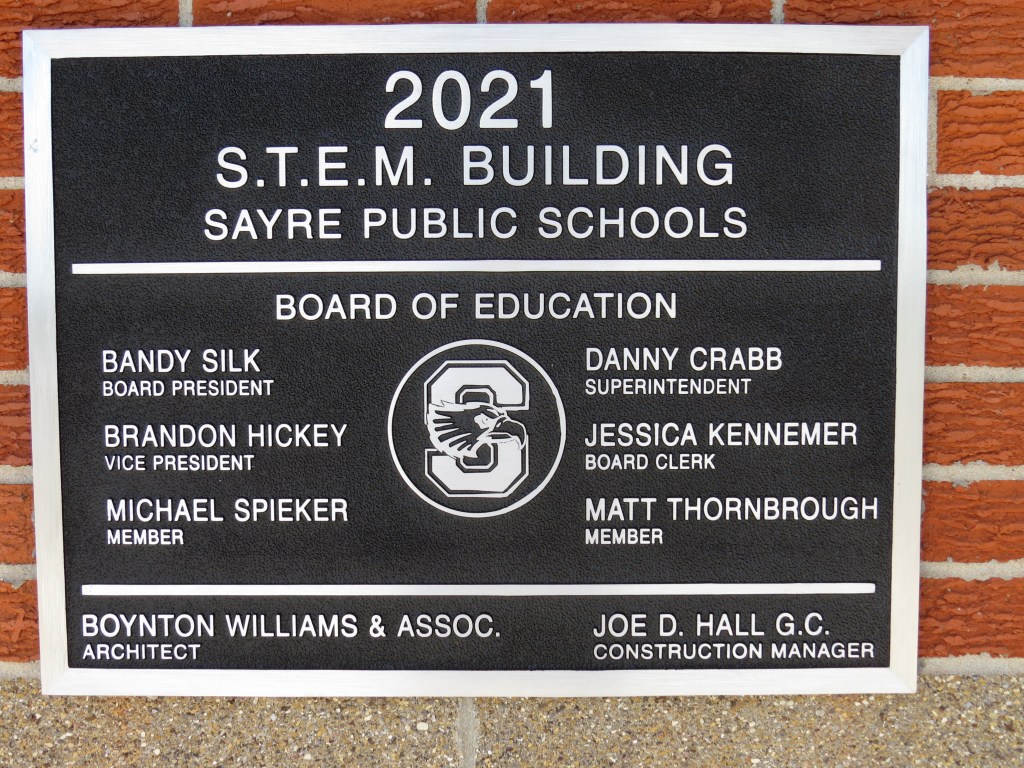 2021
S.T.E.M. BUILDING
SAYRE PUBLIC SCHOOLS
BOARD OF EDUCATION
BANDY SILK
BOARD PRESIDENT
BRANDON HICKEY
VICE PRESIDENT
MICHAEL SPIEKER
MEMBER
S
DANNY CRABB
SUPERINTENDENT
JESSICA KENNEMER
BOARD CLERK
MATT THORNBROUGH
MEMBER
BOYNTON WILLIAMS & ASSOC.
ARCHITECT
JOE D. HALL G.C.
CONSTRUCTION MANAGER